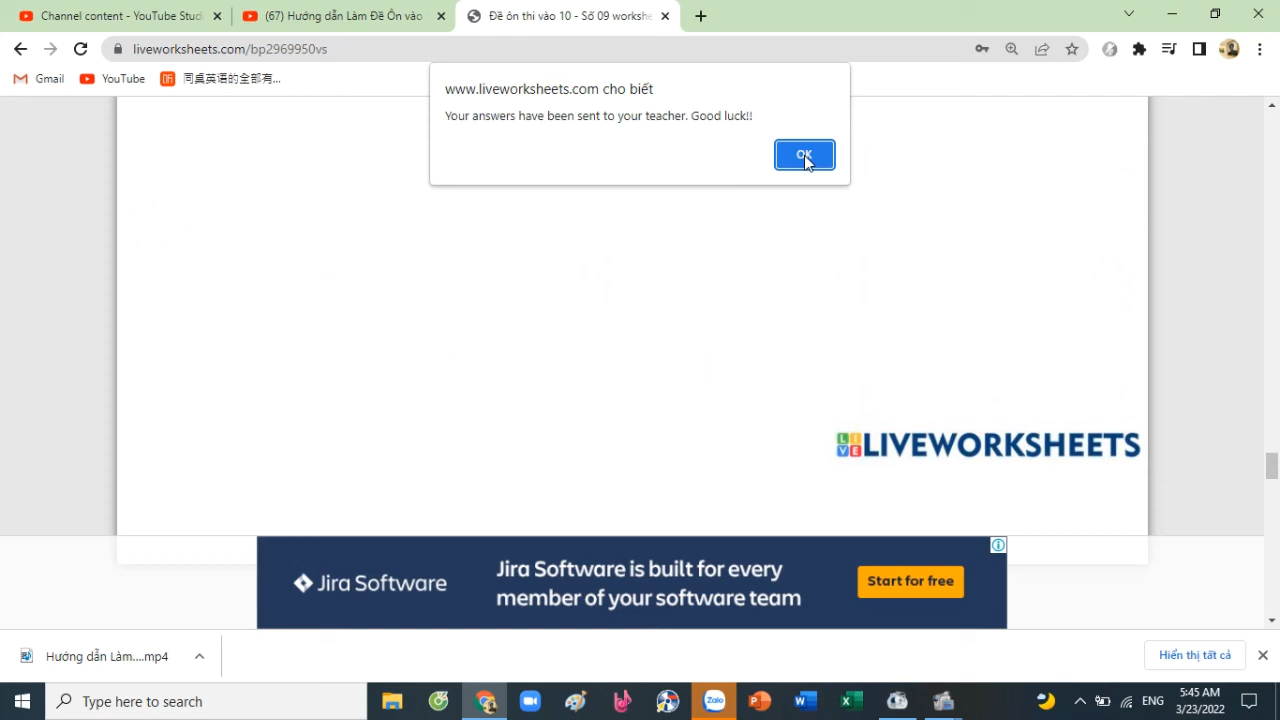 Channel content - YouTube Studi
(67) Hướng dẫn Làm Đề Ôn vào
Đề ôn thi vào 10 - Số 09 workshe
liveworksheets.com/bp2969950vs
Gmail
YouTube
同桌英语的全部有...
www.liveworksheets.com cho biết
Your answers have been sent to your teacher. Good luck!!
OK
LIVEWORKSHEETS
Jira Software
Jira Software is built for every
member of your software team
Start for free
Hướng dẫn Làm....mp4
Hiển thị tất cả
Type here to search
Zalo
ENG
5:45 AM
3/23/2022